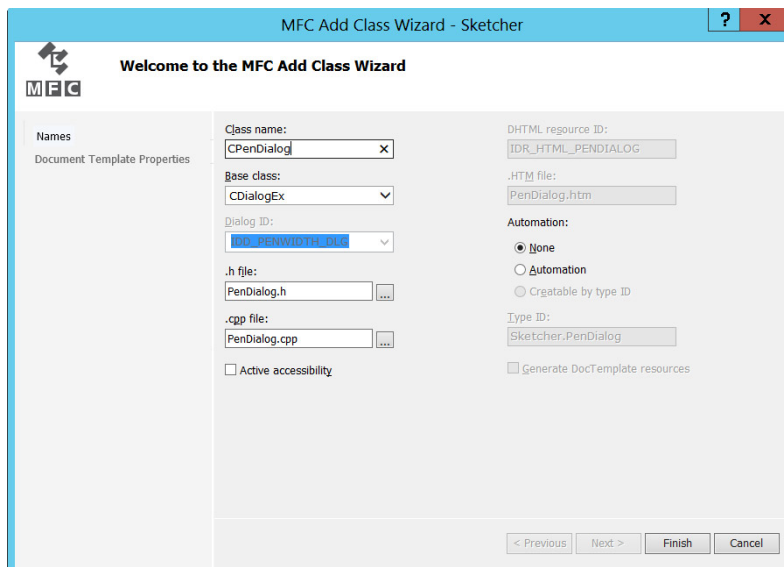 MFC Add Class Wizard - Sketcher
? X
MFC
Welcome to the MFC Add Class Wizard
Names
Document Template Properties
Class name:
CPenDialog
Base class:
CDialogEx
Dialog ID:
IDD_PENWIDTH_DLG
.h file:
PenDialog.h
...
.cpp file:
PenDialog.cpp
...
Active accessibility
DHTML resource ID:
IDR_HTML_PENDIALOG
.HTM file:
PenDialog.htm
Automation:
None
Automation
Creatable by type ID
Type ID:
Sketcher.PenDialog
Generate DocTemplate resources
< Previous
Next >
Finish
Cancel